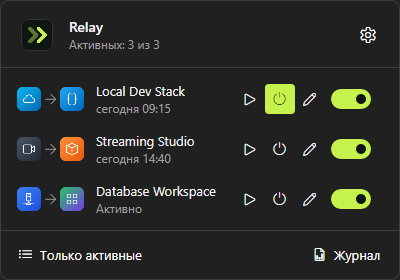 Relay
Активных: 3 из 3
Local Dev Stack
сегодня 09:15
Streaming Studio
сегодня 14:40
Database Workspace
Активно
Только активные
Журнал